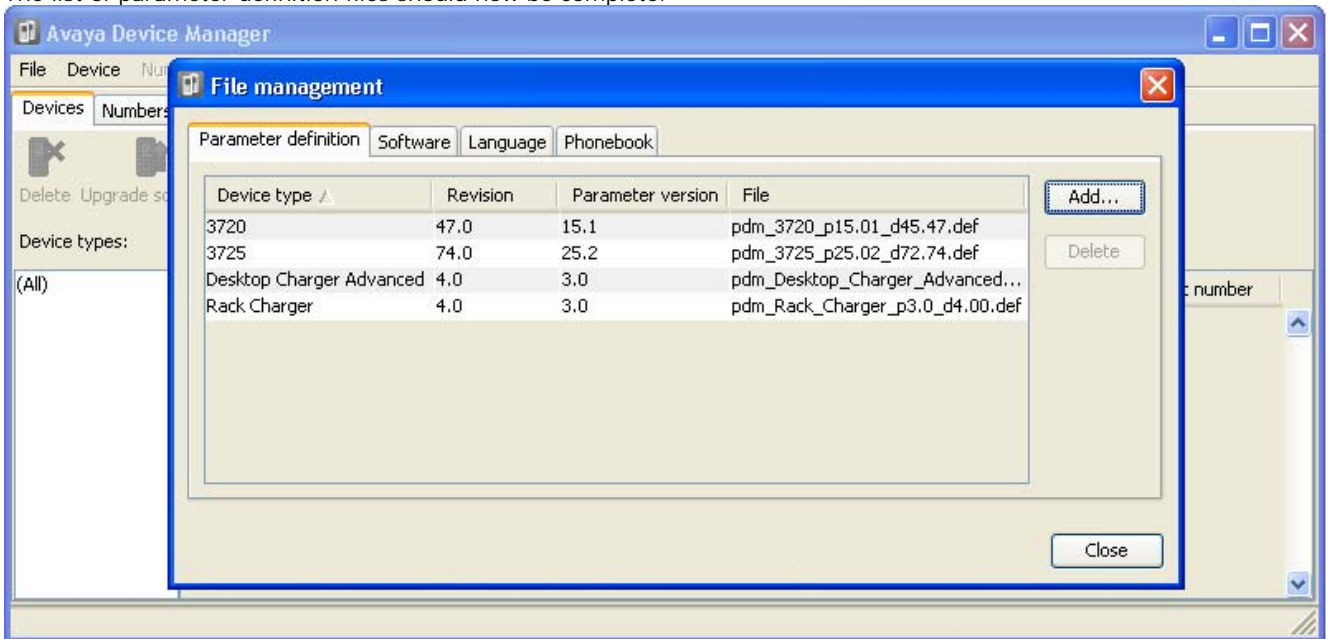 The list of parameter definition files should now be complete.
Avaya Device Manager
File Device Nu
File management
Devices Numbers
Parameter definition Software Language Phonebook
Delete Upgrade so
Device type Revision Parameter version File
Add...
3720 47.0 15.1 pdm_3720_p15.01_d45.47.def
Device types:
3725 74.0 25.2 pdm_3725_p25.02_d72.74.def
Delete
(All)
Desktop Charger Advanced 4.0 3.0 pdm_Desktop_Charger_Advanced...
number
Rack Charger 4.0 3.0 pdm_Rack_Charger_p3.0_d4.00.def
Close